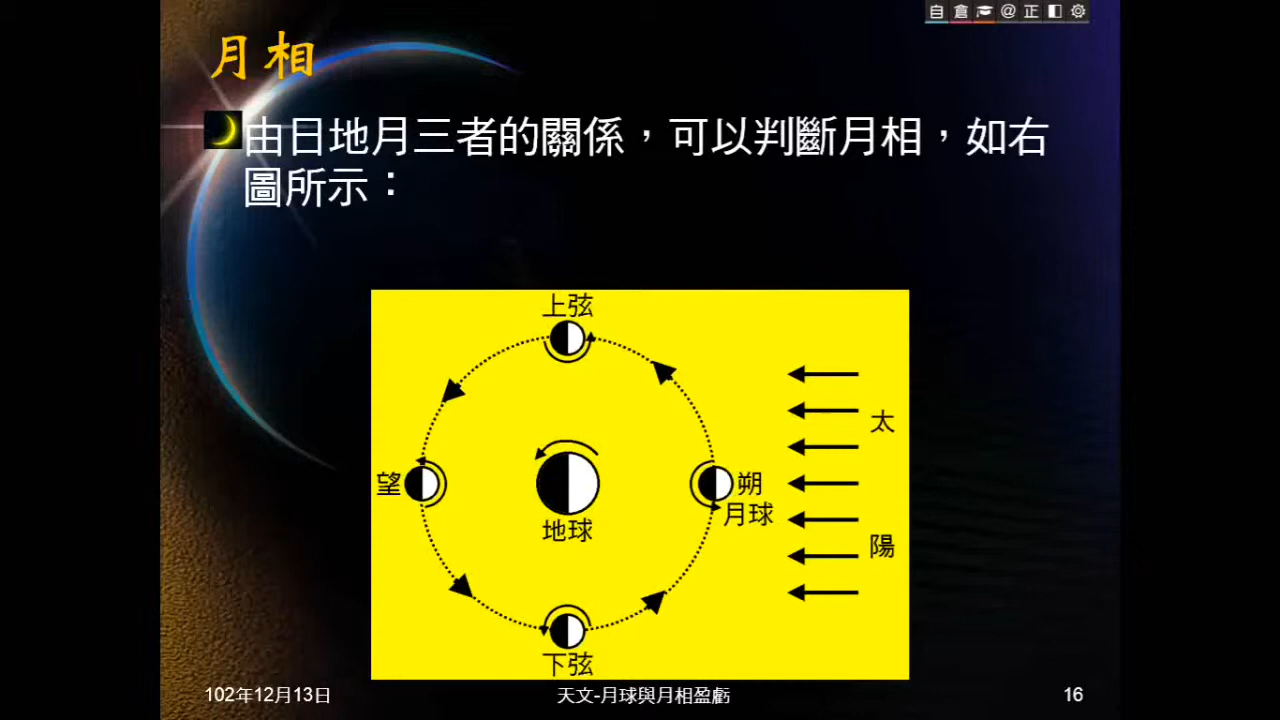 自 倉 @ 正
月相
由日地月三者的關係，可以判斷月相，如右
圖所示：
上弦
太
望
朔
月球
地球
陽
下弦
102年12月13日
天文-月球與月相盈虧
16